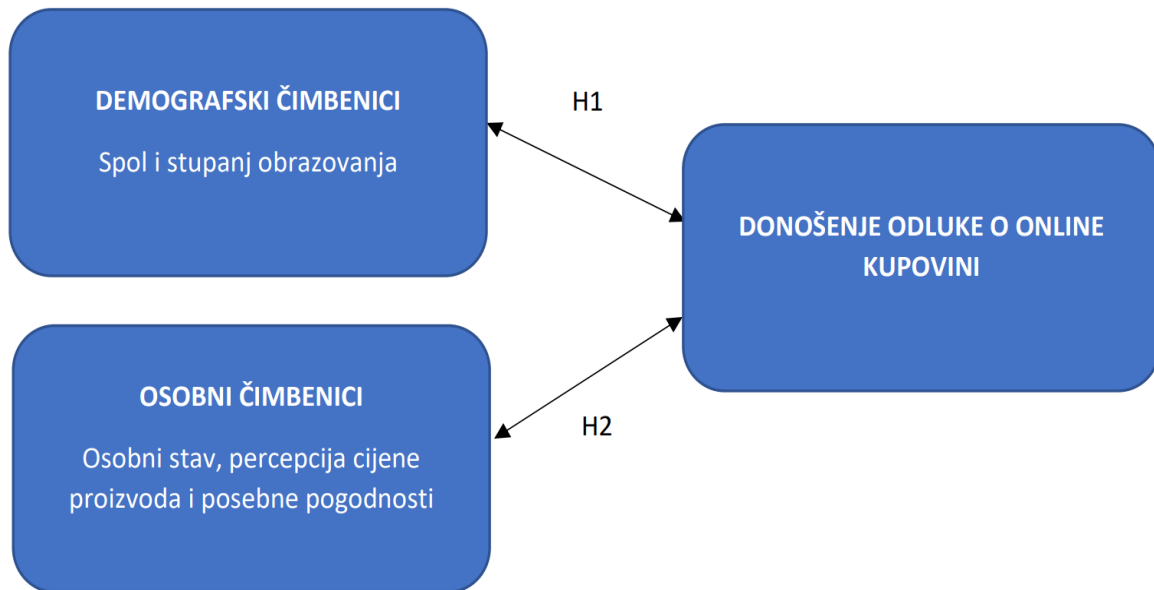 DEMOGRAFSKI ČIMBENICI
Spol i stupanj obrazovanja
H1
DONOŠENJE ODLUKE O ONLINE
KUPOVINI
OSOBNI ČIMBENICI
Osobni stav, percepcija cijene
proizvoda i posebne pogodnosti
H2